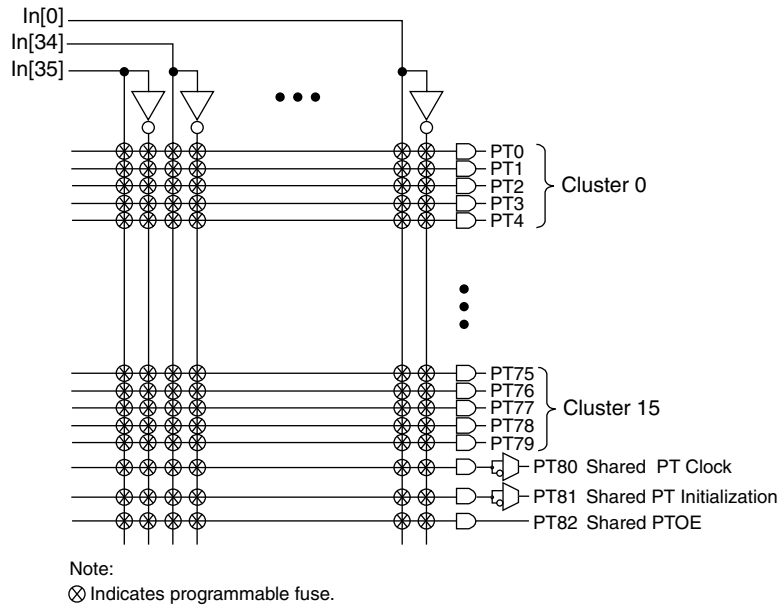 In[0]
In[34]
In[35]
PT0
PT1
PT2
PT3
PT4
Cluster 0
PT75
PT76
PT77
PT78
PT79
Cluster 15
PT80 Shared PT Clock
PT81 Shared PT Initialization
PT82 Shared PTOE
Note:
⊗ Indicates programmable fuse.